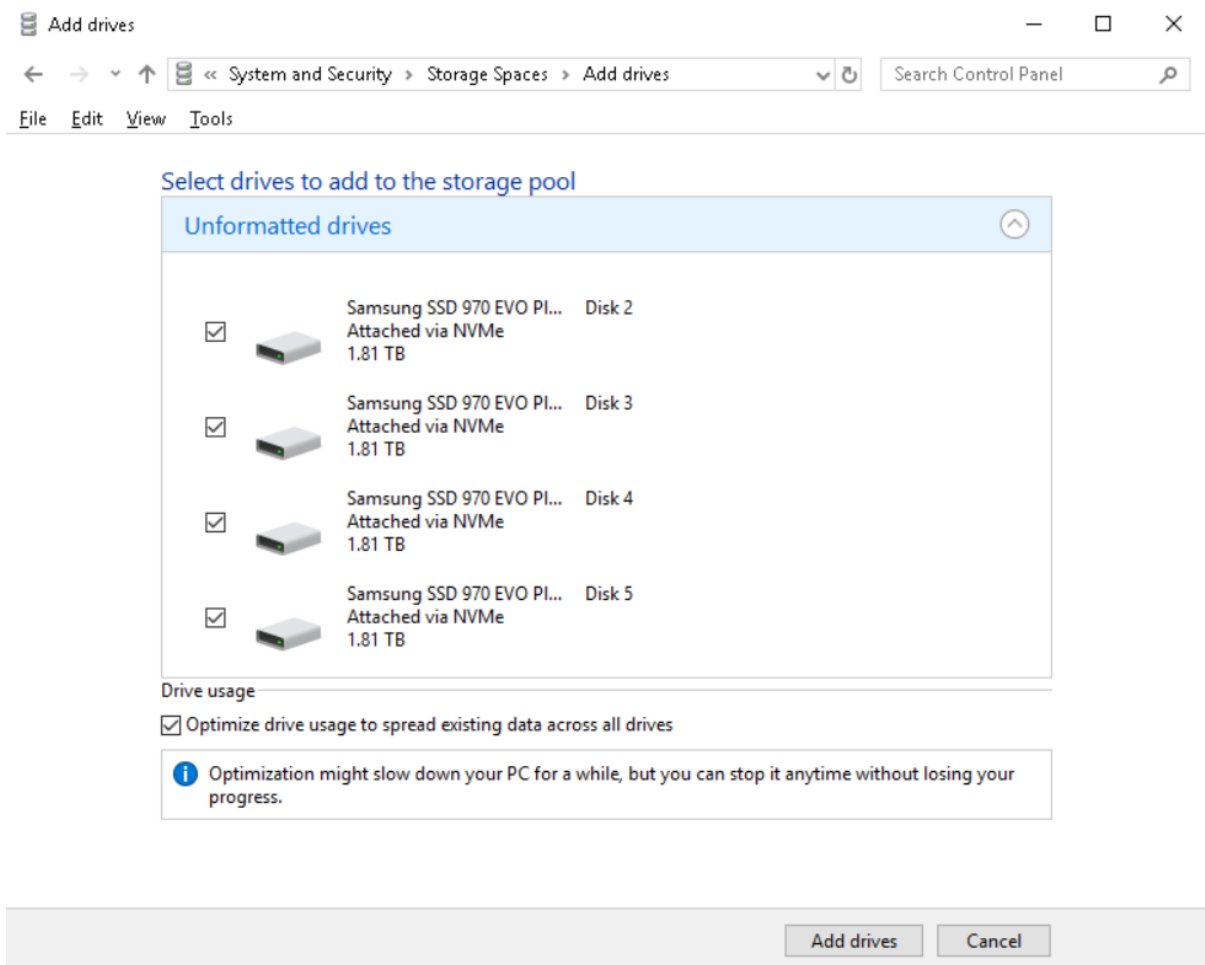 Add drives
« System and Security > Storage Spaces > Add drives
Search Control Panel
File Edit View Tools
Select drives to add to the storage pool
Unformatted drives
Samsung SSD 970 EVO Pl... Disk 2
Attached via NVMe
1.81 TB
Samsung SSD 970 EVO Pl... Disk 3
Attached via NVMe
1.81 TB
Samsung SSD 970 EVO Pl... Disk 4
Attached via NVMe
1.81 TB
Samsung SSD 970 EVO Pl... Disk 5
Attached via NVMe
1.81 TB
Drive usage
Optimize drive usage to spread existing data across all drives
Optimization might slow down your PC for a while, but you can stop it anytime without losing your
progress.
Add drives Cancel